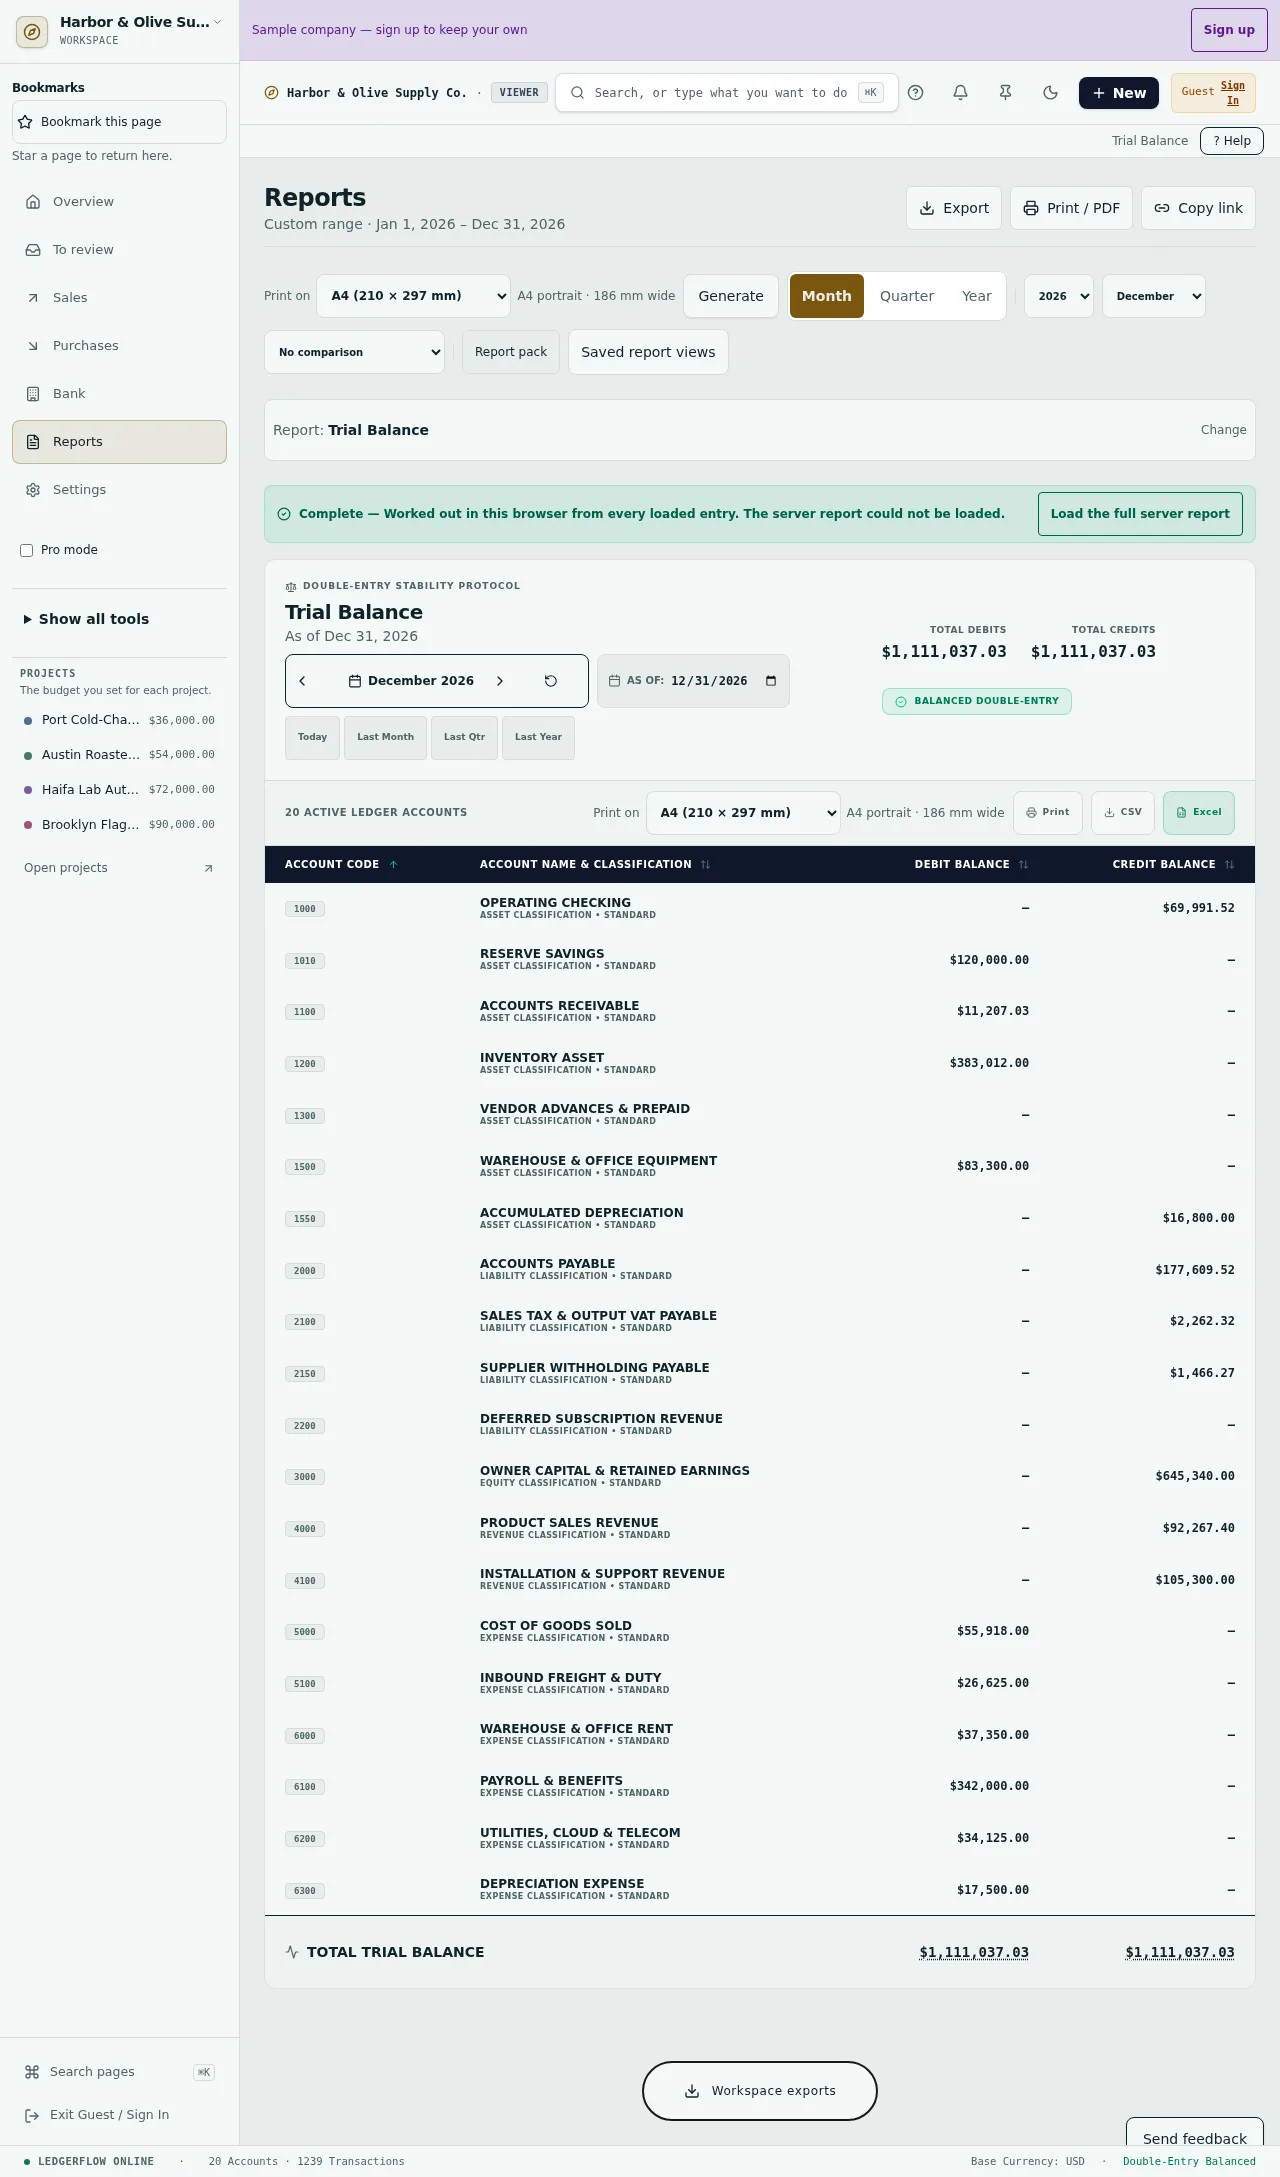 Harbor & Olive Su...
WORKSPACE
Bookmarks
Bookmark this page
Star a page to return here.
Overview
To review
Sales
Purchases
Bank
Reports
Settings
Pro mode
Show all tools
PROJECTS
The budget you set for each project.
Port Cold-Cha... $36,000.00
Austin Roaste... $54,000.00
Haifa Lab Aut... $72,000.00
Brooklyn Flag... $90,000.00
Open projects
Search pages ⌘K
Exit Guest / Sign In
Sample company — sign up to keep your own
Sign up
Harbor & Olive Supply Co. · VIEWER
Search, or type what you want to do ⌘K
New
Guest Sign In
Trial Balance
? Help
Reports
Custom range · Jan 1, 2026 – Dec 31, 2026
Export
Print / PDF
Copy link
Print on A4 (210 × 297 mm) A4 portrait · 186 mm wide
Generate
Month Quarter Year
2026 December
No comparison
Report pack
Saved report views
Report: Trial Balance
Change
Complete — Worked out in this browser from every loaded entry. The server report could not be loaded.
Load the full server report
DOUBLE-ENTRY STABILITY PROTOCOL
Trial Balance
As of Dec 31, 2026
December 2026
AS OF: 12/31/2026
Today Last Month Last Qtr Last Year
TOTAL DEBITS
$1,111,037.03
TOTAL CREDITS
$1,111,037.03
BALANCED DOUBLE-ENTRY
20 ACTIVE LEDGER ACCOUNTS
Print on A4 (210 × 297 mm) A4 portrait · 186 mm wide
Print CSV Excel
ACCOUNT CODE ↑ ACCOUNT NAME & CLASSIFICATION DEBIT BALANCE CREDIT BALANCE
1000 OPERATING CHECKING — $69,991.52
ASSET CLASSIFICATION • STANDARD
1010 RESERVE SAVINGS $120,000.00 —
ASSET CLASSIFICATION • STANDARD
1100 ACCOUNTS RECEIVABLE $11,207.03 —
ASSET CLASSIFICATION • STANDARD
1200 INVENTORY ASSET $383,012.00 —
ASSET CLASSIFICATION • STANDARD
1300 VENDOR ADVANCES & PREPAID — —
ASSET CLASSIFICATION • STANDARD
1500 WAREHOUSE & OFFICE EQUIPMENT $83,300.00 —
ASSET CLASSIFICATION • STANDARD
1550 ACCUMULATED DEPRECIATION — $16,800.00
ASSET CLASSIFICATION • STANDARD
2000 ACCOUNTS PAYABLE — $177,609.52
LIABILITY CLASSIFICATION • STANDARD
2100 SALES TAX & OUTPUT VAT PAYABLE — $2,262.32
LIABILITY CLASSIFICATION • STANDARD
2150 SUPPLIER WITHHOLDING PAYABLE — $1,466.27
LIABILITY CLASSIFICATION • STANDARD
2200 DEFERRED SUBSCRIPTION REVENUE — —
LIABILITY CLASSIFICATION • STANDARD
3000 OWNER CAPITAL & RETAINED EARNINGS — $645,340.00
EQUITY CLASSIFICATION • STANDARD
4000 PRODUCT SALES REVENUE — $92,267.40
REVENUE CLASSIFICATION • STANDARD
4100 INSTALLATION & SUPPORT REVENUE — $105,300.00
REVENUE CLASSIFICATION • STANDARD
5000 COST OF GOODS SOLD $55,918.00 —
EXPENSE CLASSIFICATION • STANDARD
5100 INBOUND FREIGHT & DUTY $26,625.00 —
EXPENSE CLASSIFICATION • STANDARD
6000 WAREHOUSE & OFFICE RENT $37,350.00 —
EXPENSE CLASSIFICATION • STANDARD
6100 PAYROLL & BENEFITS $342,000.00 —
EXPENSE CLASSIFICATION • STANDARD
6200 UTILITIES, CLOUD & TELECOM $34,125.00 —
EXPENSE CLASSIFICATION • STANDARD
6300 DEPRECIATION EXPENSE $17,500.00 —
EXPENSE CLASSIFICATION • STANDARD
TOTAL TRIAL BALANCE $1,111,037.03 $1,111,037.03
Workspace exports
Send feedback
LEDGERFLOW ONLINE · 20 Accounts · 1239 Transactions
Base Currency: USD · Double-Entry Balanced